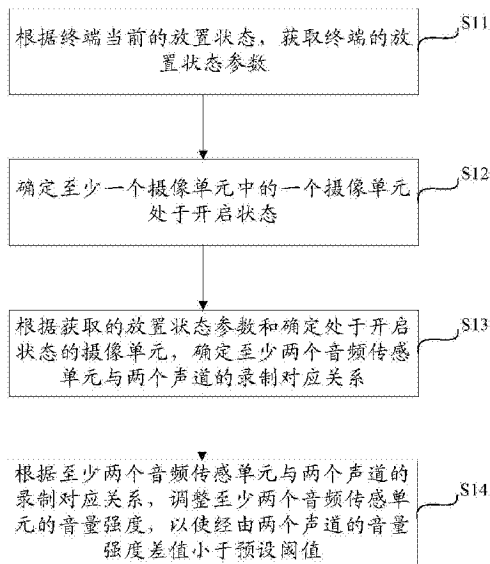 S11
根据终端当前的放置状态，获取终端的放
置状态参数
S12
确定至少一个摄像单元中的一个摄像单元
处于开启状态
S13
根据获取的放置状态参数和确定处于开启
状态的摄像单元，确定至少两个音频传感
单元与两个声道的录制对应关系
S14
根据至少两个音频传感单元与两个声道的
录制对应关系，调整至少两个音频传感单
元的音量强度，以使经由两个声道的音量
强度差值小于预设阈值